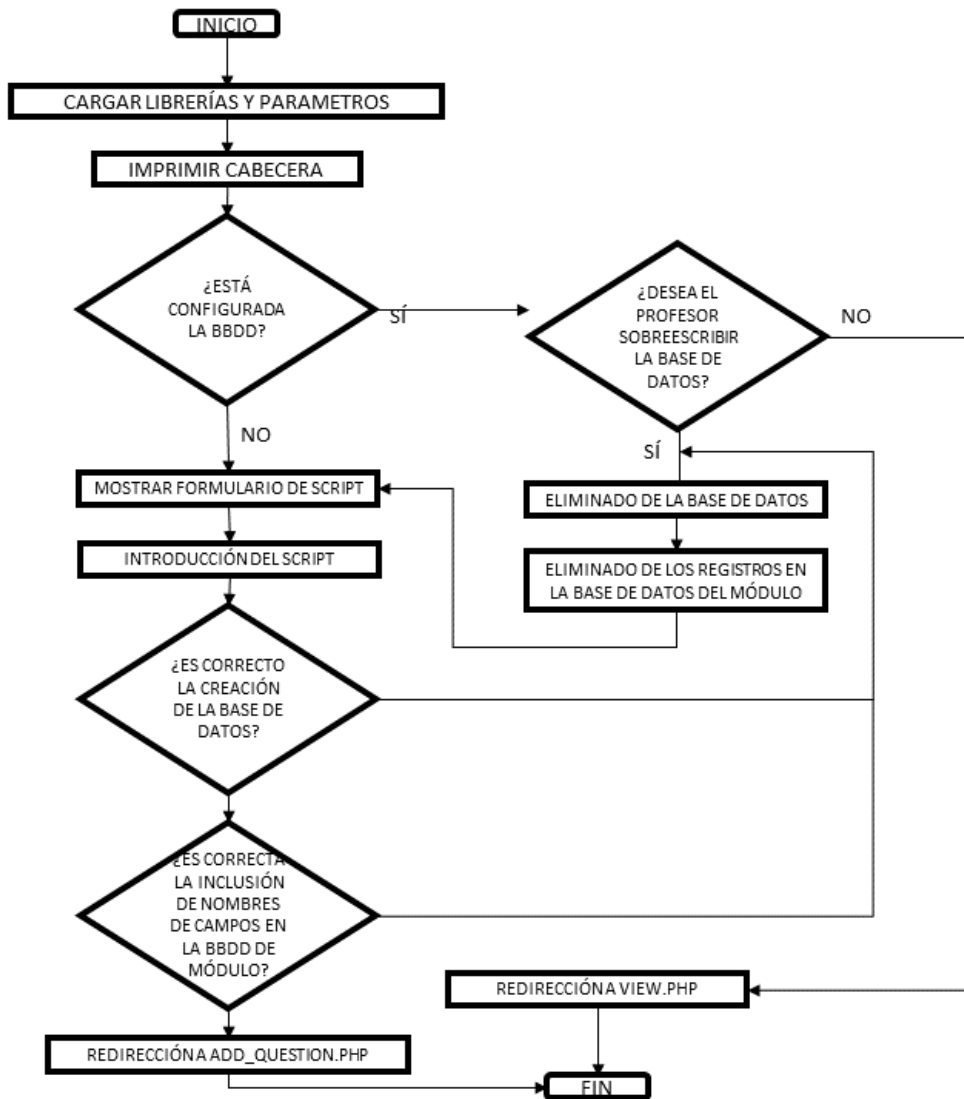 INICIO
CARGAR LIBRERÍAS Y PARAMETROS
IMPRIMIR CABECERA
¿ESTÁ
CONFIGURADA
LA BBDD?
SÍ
¿DESEA EL
PROFESOR
SOBREESCRIBIR
LA BASE DE
DATOS?
NO
NO
SÍ
MOSTRAR FORMULARIO DE SCRIPT
ELIMINADO DE LA BASE DE DATOS
INTRODUCCIÓN DEL SCRIPT
ELIMINADO DE LOS REGISTROS EN
LA BASE DE DATOS DEL MÓDULO
¿ES CORRECTO
LA CREACIÓN
DE LA BASE DE
DATOS?
¿ES CORRECTA
LA INCLUSIÓN
DE NOMBRES
DE CAMPOS EN
LA BBDD DE
MÓDULO?
REDIRECCIÓN A VIEW.PHP
REDIRECCIÓN A ADD_QUESTION.PHP
FIN